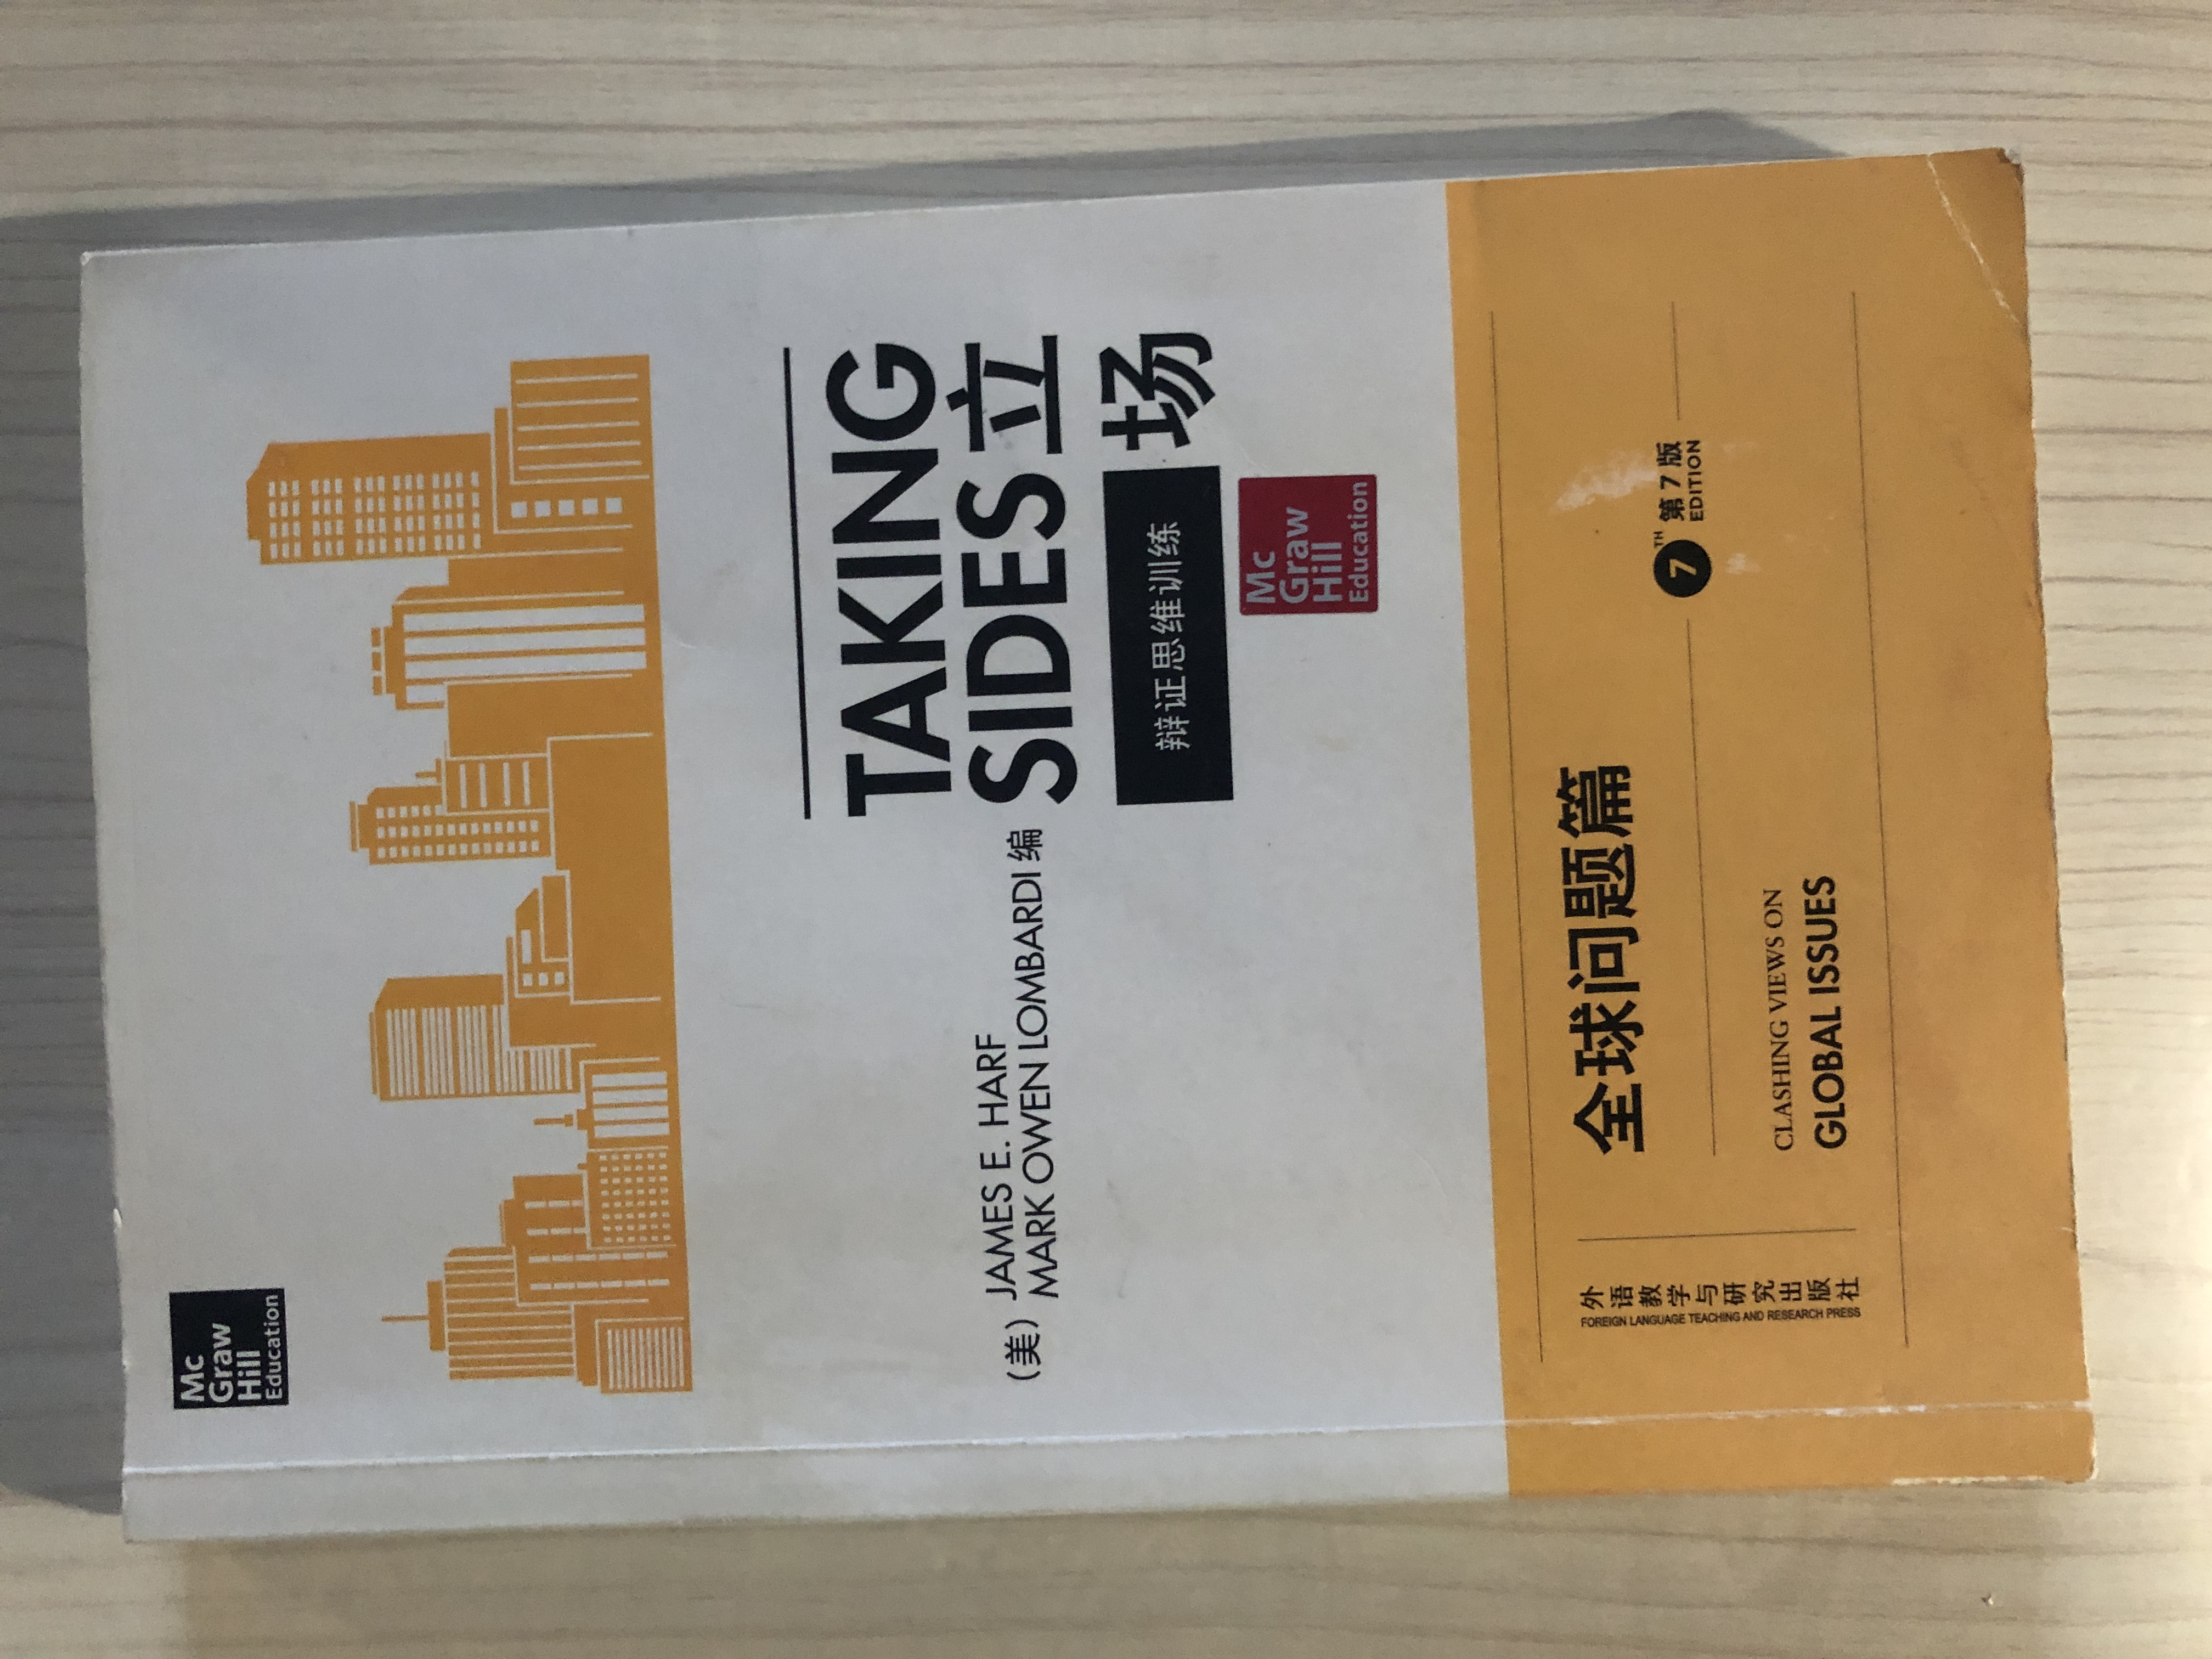 Mc
Graw
Hill
Education
TAKING
SIDES 立
场
(美) JAMES E. HARF
MARK OWEN LOMBARDI 编
辩证思维训练
Mc
Graw
Hill
Education
全球问题篇
7TH 第7版
EDITION
CLASHING VIEWS ON
GLOBAL ISSUES
外语教学与研究出版社
FOREIGN LANGUAGE TEACHING AND RESEARCH PRESS